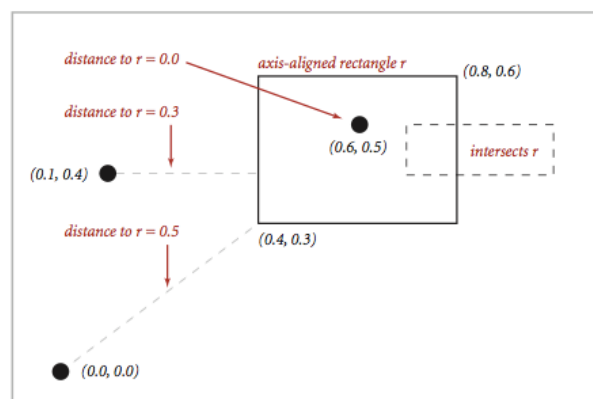 distance to r = 0.0
axis-aligned rectangle r
(0.8, 0.6)
distance to r = 0.3
(0.6, 0.5)
intersects r
(0.1, 0.4)
distance to r = 0.5
(0.4, 0.3)
(0.0, 0.0)